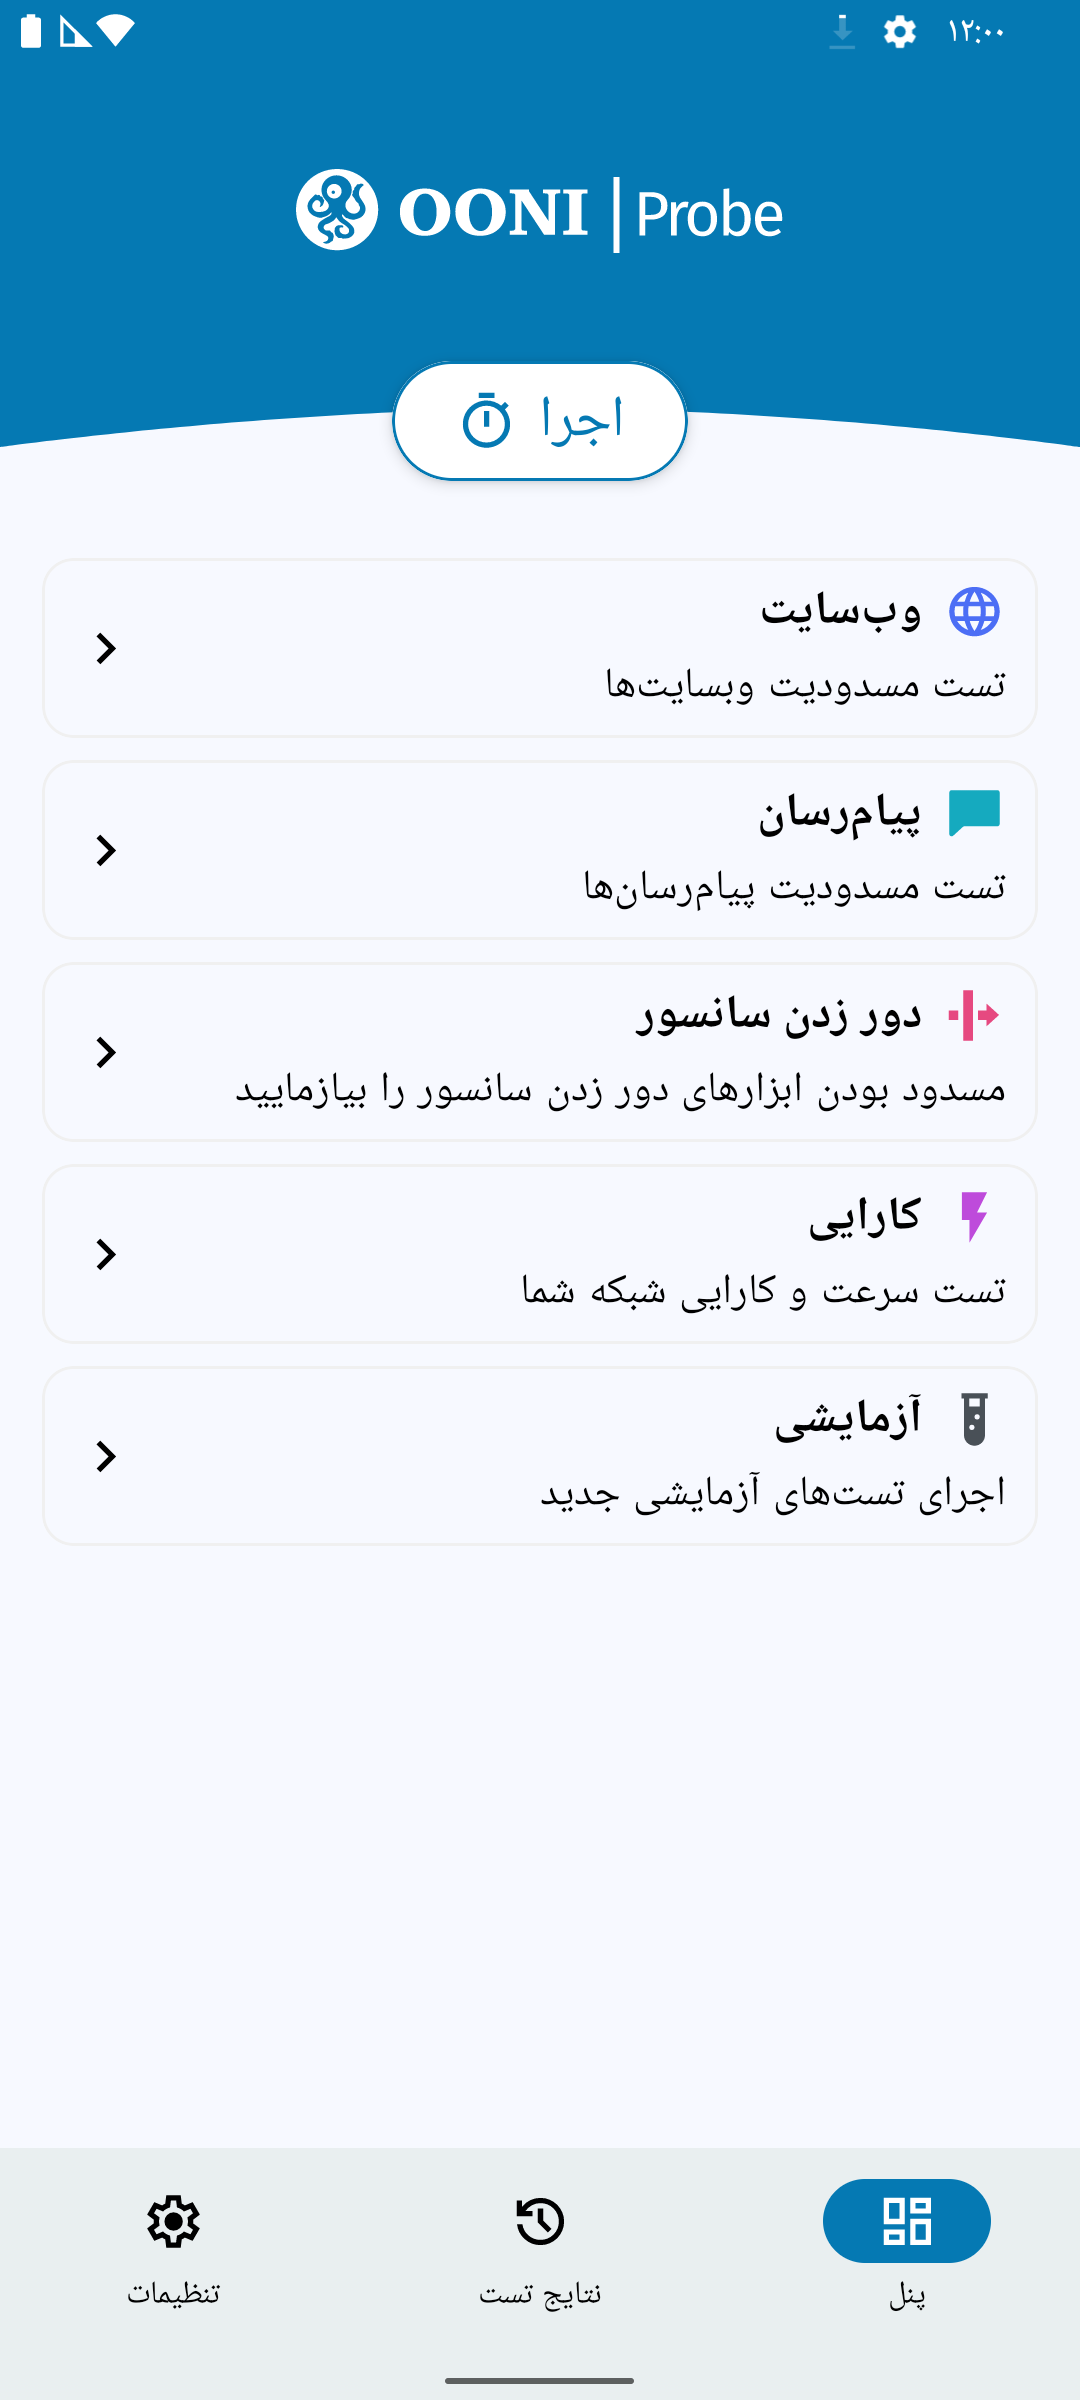 ۱۲:۰۰
OONI | Probe
اجرا
وب‌سایت
تست مسدودیت وبسایت‌ها
پیام‌رسان
تست مسدودیت پیام‌رسان‌ها
دور زدن سانسور
مسدود بودن ابزارهای دور زدن سانسور را بیازمایید
کارایی
تست سرعت و کارایی شبکه شما
آزمایشی
اجرای تست‌های آزمایشی جدید
پنل
نتایج تست
تنظیمات